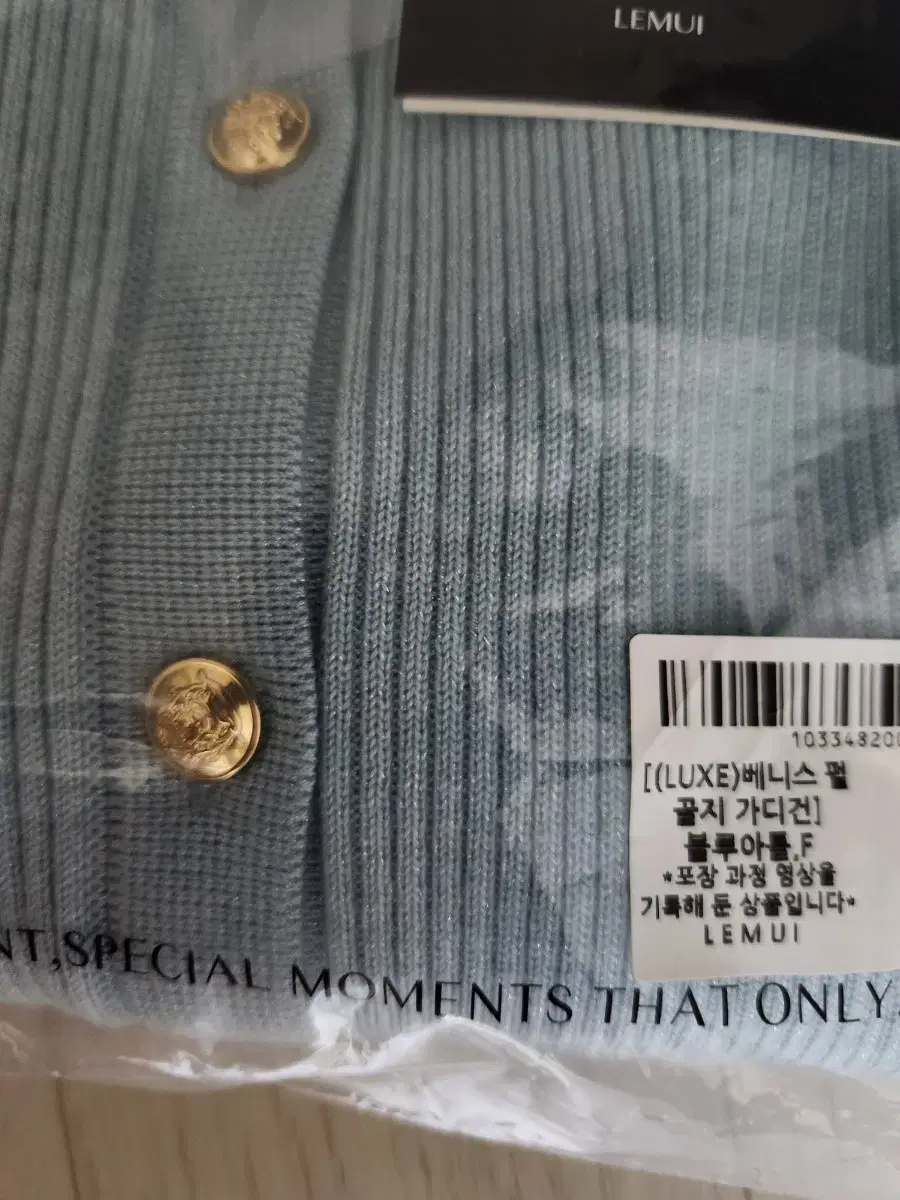 LEMUI
103348200
[(LUXE)베니스 펄
골지 가디건]
블루아톨,F
*포장 과정 영상을
기록해 둔 상품입니다*
LEMUI
NT,SPECIAL MOMENTS THAT ONLY